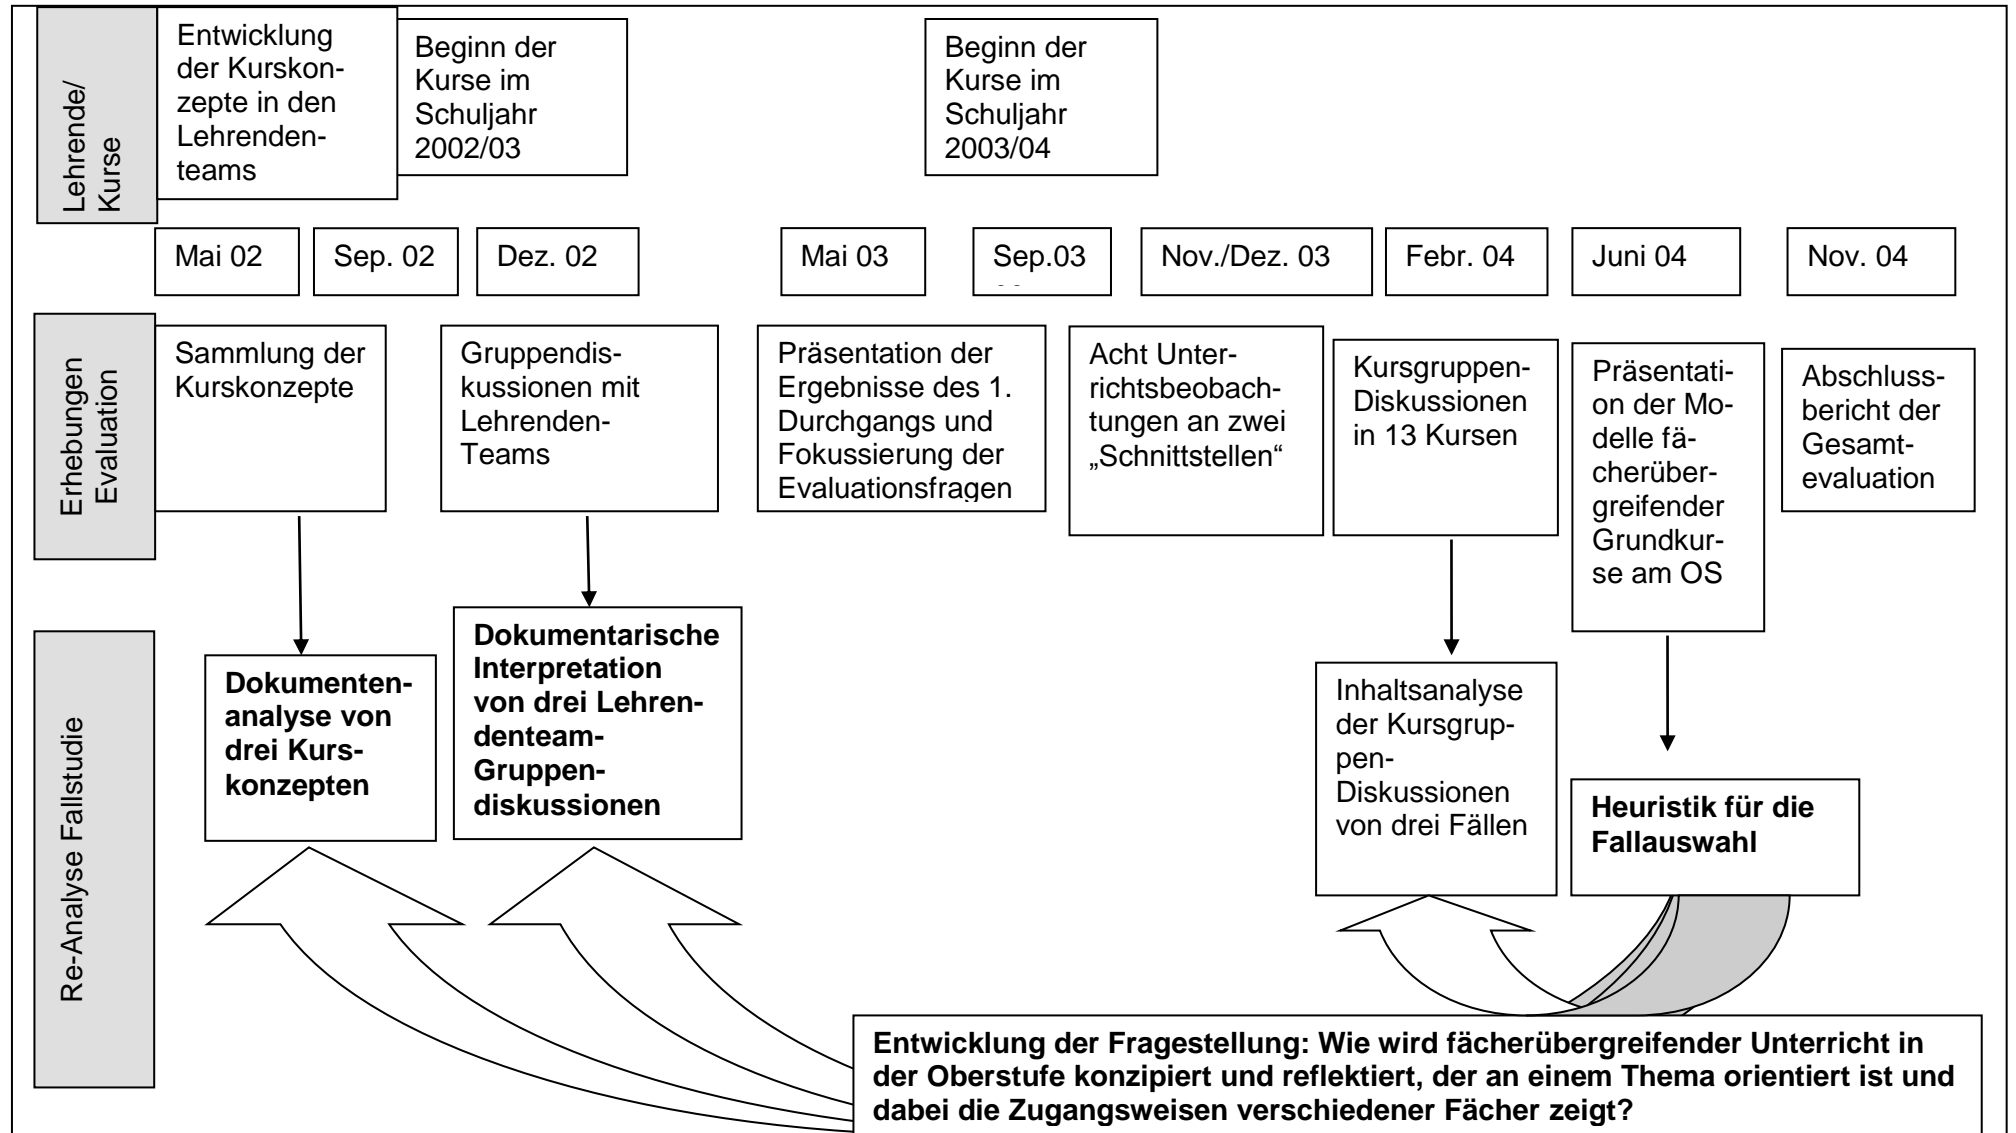 Lehrende/
Kurse
Entwicklung
der Kurskon-
zepte in den
Lehrenden-
teams
Beginn der
Kurse im
Schuljahr
2002/03
Beginn der
Kurse im
Schuljahr
2003/04
Mai 02
Sep. 02
Dez. 02
Mai 03
Sep.03
Nov./Dez. 03
Febr. 04
Juni 04
Nov. 04
Erhebungen
Evaluation
Sammlung der
Kurskonzepte
Gruppendis-
kussionen mit
Lehrenden-
Teams
Präsentation der
Ergebnisse des 1.
Durchgangs und
Fokussierung der
Evaluationsfragen
Acht Unter-
richtsbeobach-
tungen an zwei
„Schnittstellen“
Kursgruppen-
Diskussionen
in 13 Kursen
Präsentati-
on der Mo-
delle fä-
cherüber-
greifender
Grundkur-
se am OS
Abschluss-
bericht der
Gesamt-
evaluation
Re-Analyse Fallstudie
Dokumenten-
analyse von
drei Kurs-
konzepten
Dokumentarische
Interpretation
von drei Lehren-
denteam-
Gruppen-
diskussionen
Inhaltsanalyse
der Kursgrup-
pen-
Diskussionen
von drei Fällen
Heuristik für die
Fallauswahl
Entwicklung der Fragestellung: Wie wird fächerübergreifender Unterricht in
der Oberstufe konzipiert und reflektiert, der an einem Thema orientiert ist und
dabei die Zugangsweisen verschiedener Fächer zeigt?